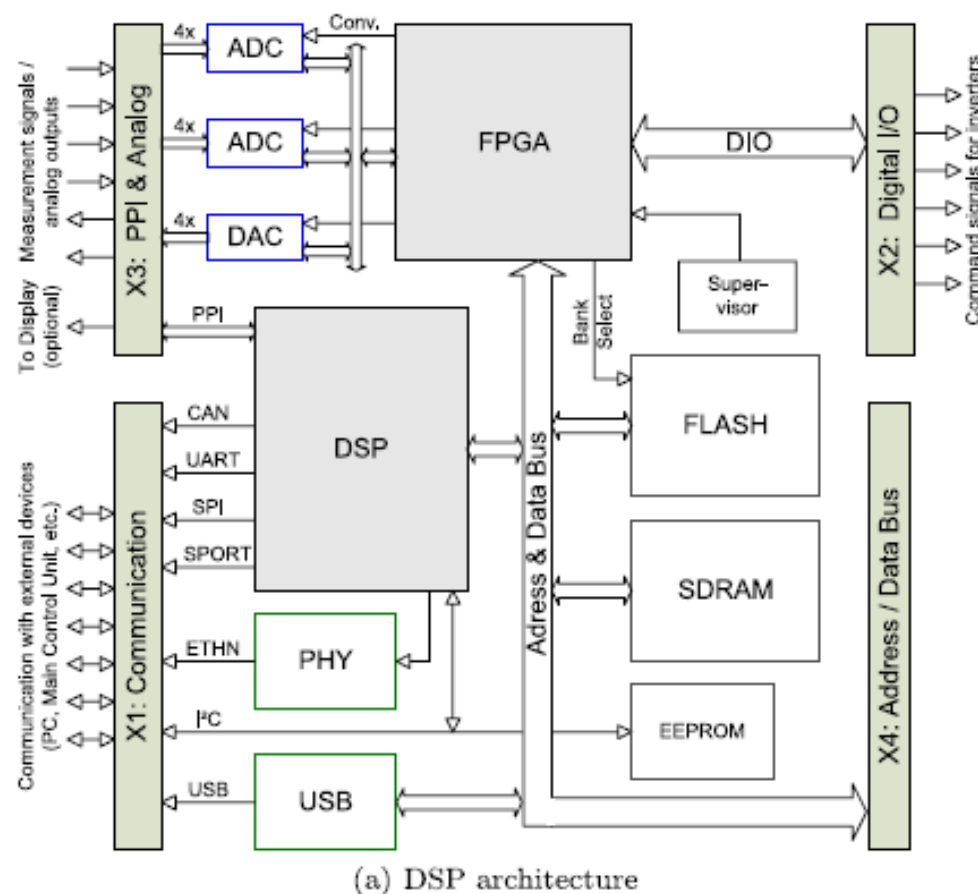 Measurement signals /
analog outputs
To Display
(optional)
X3: PPI & Analog
4x
ADC
Conv.
4x
ADC
4x
DAC
FPGA
DIO
X2: Digital I/O
Command signals for inverters
Super-
visor
Bank
Select
PPI
DSP
CAN
UART
SPI
SPORT
ETHN
PHY
I²C
USB
USB
Communication with external devices
(PC, Main Control Unit, etc.)
X1: Communication
Adress & Data Bus
FLASH
SDRAM
EEPROM
X4: Address / Data Bus
(a) DSP architecture